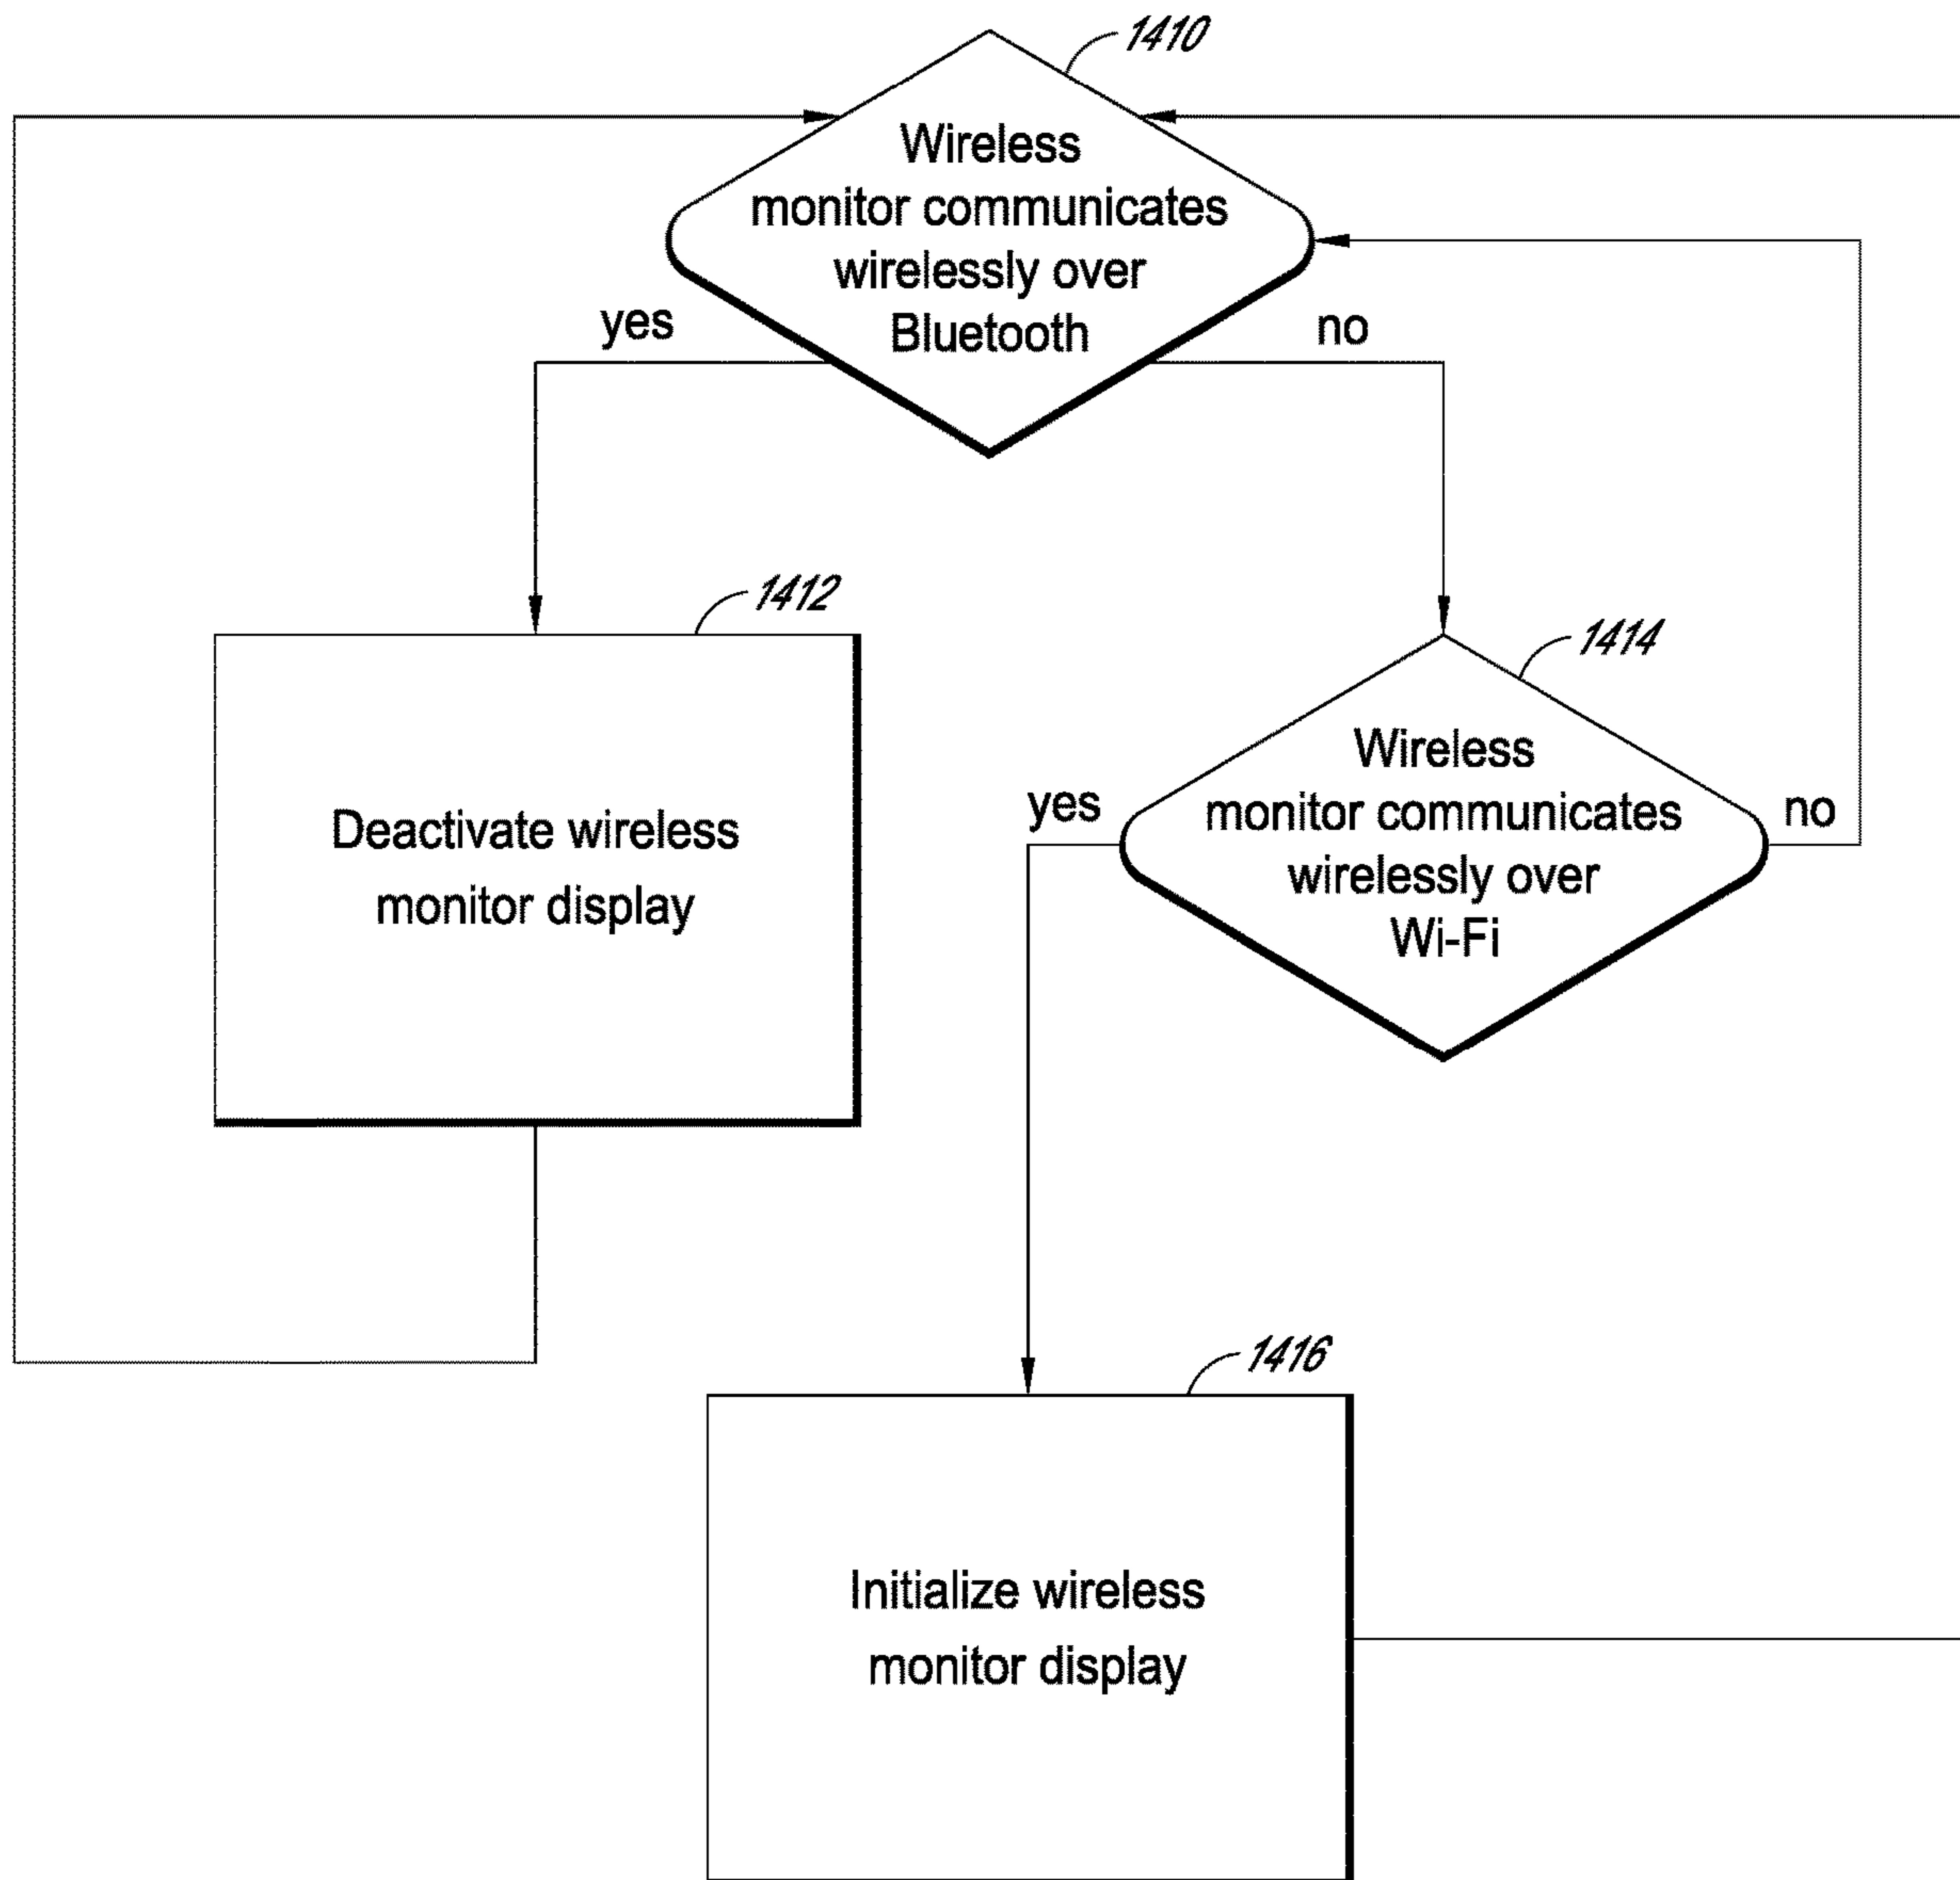 1410
Wireless
monitor communicates
wirelessly over
Bluetooth
yes
no
1412
Deactivate wireless
monitor display
1414
Wireless
monitor communicates
wirelessly over
Wi-Fi
yes
no
1416
Initialize wireless
monitor display